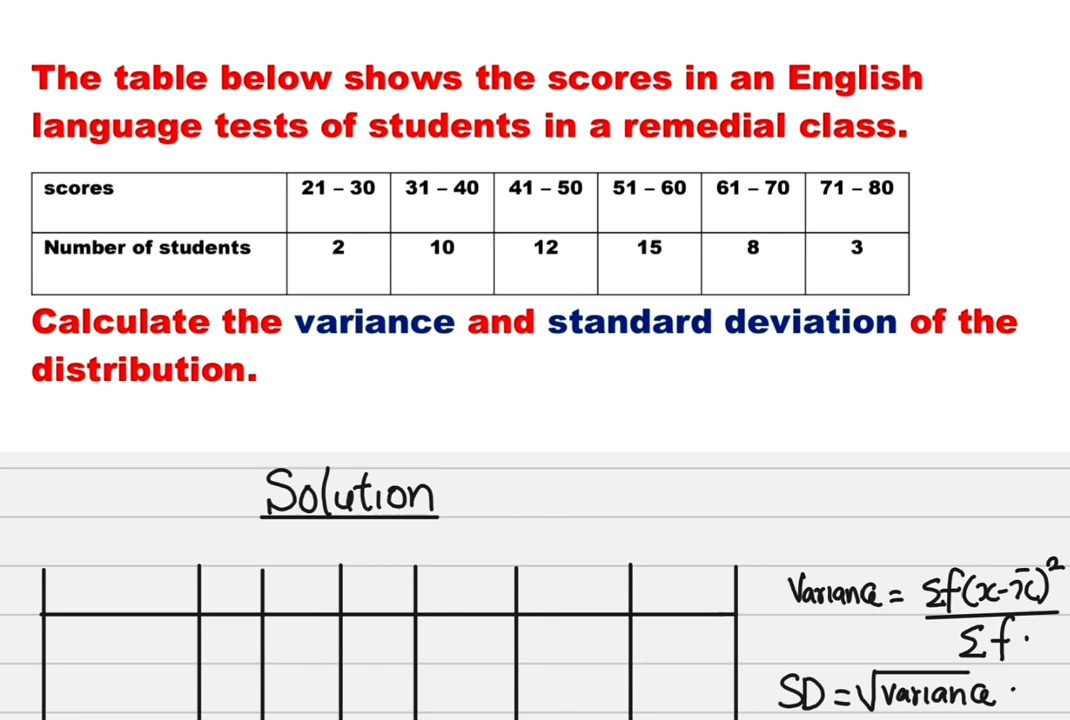 The table below shows the scores in an English
language tests of students in a remedial class.
scores 21 – 30 31 – 40 41 – 50 51 – 60 61 – 70 71 – 80
Number of students 2 10 12 15 8 3
Calculate the variance and standard deviation of the
distribution.
Solution
Variance = Σf(x-x̄)²
Σf.
SD = √variance.